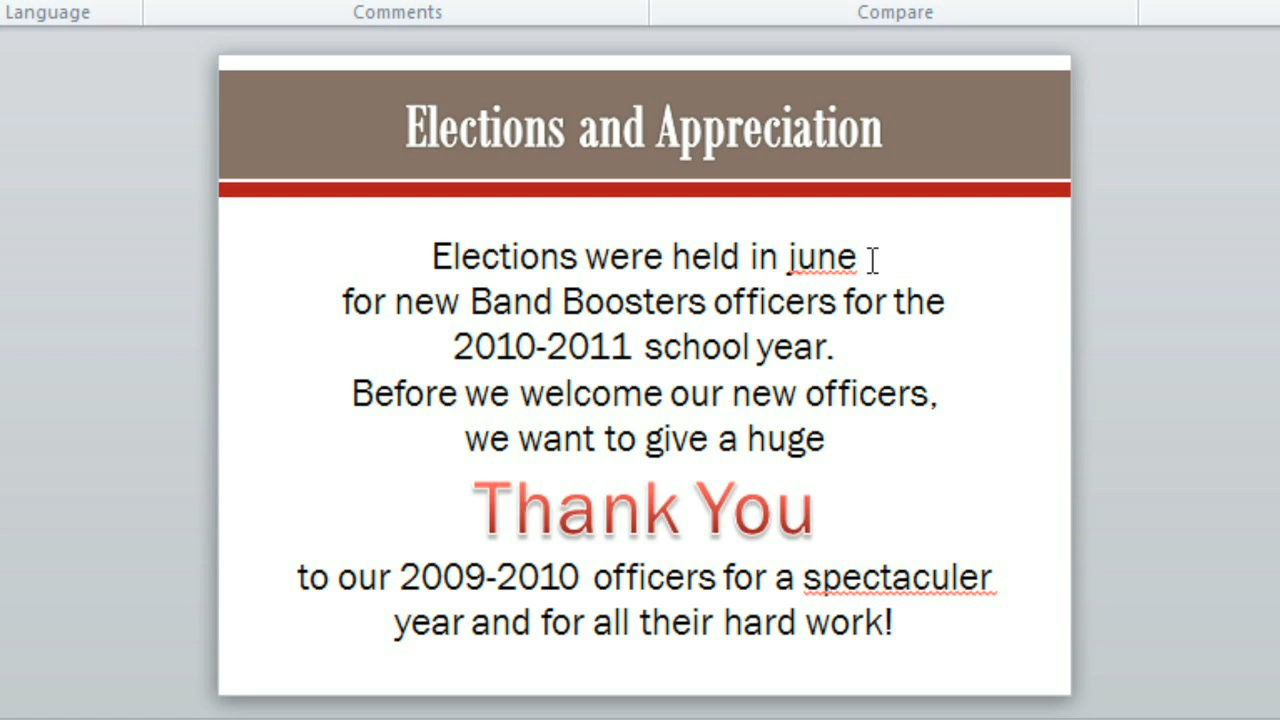 Language Comments Compare
Elections and Appreciation
Elections were held in june
for new Band Boosters officers for the
2010-2011 school year.
Before we welcome our new officers,
we want to give a huge
Thank You
to our 2009-2010 officers for a spectaculer
year and for all their hard work!